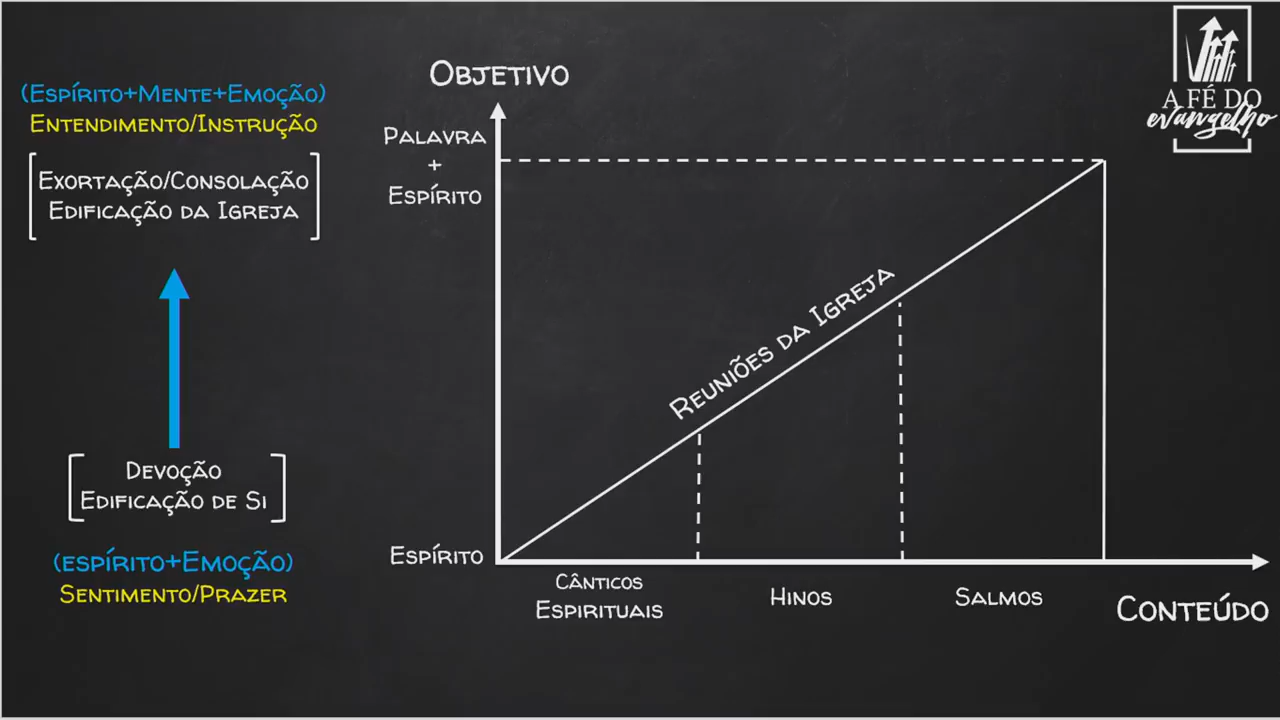 (Espírito+Mente+Emoção)
Entendimento/Instrução
Exortação/Consolação
Edificação da Igreja
Devoção
Edificação de Si
(espírito+Emoção)
Sentimento/Prazer
Objetivo
Palavra
+
Espírito
Espírito
Reuniões da Igreja
Cânticos
Espirituais
Hinos
Salmos
Conteúdo
A FÉ DO
evangelho